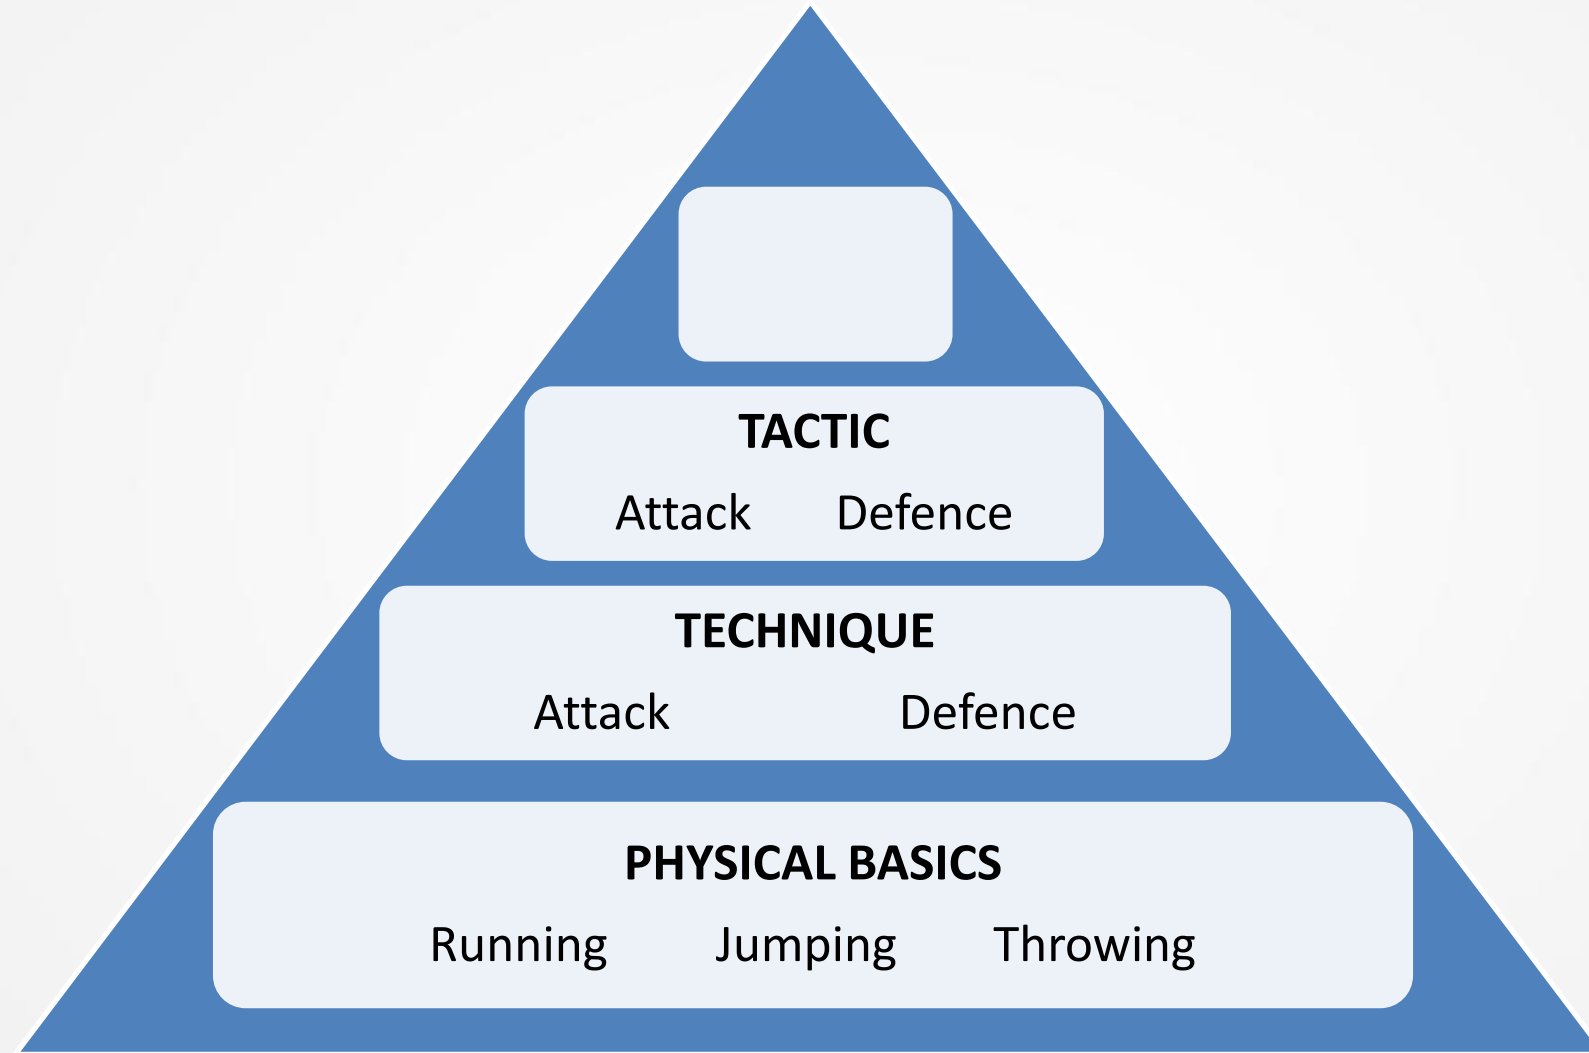 TACTIC
Attack Defence
TECHNIQUE
Attack Defence
PHYSICAL BASICS
Running Jumping Throwing